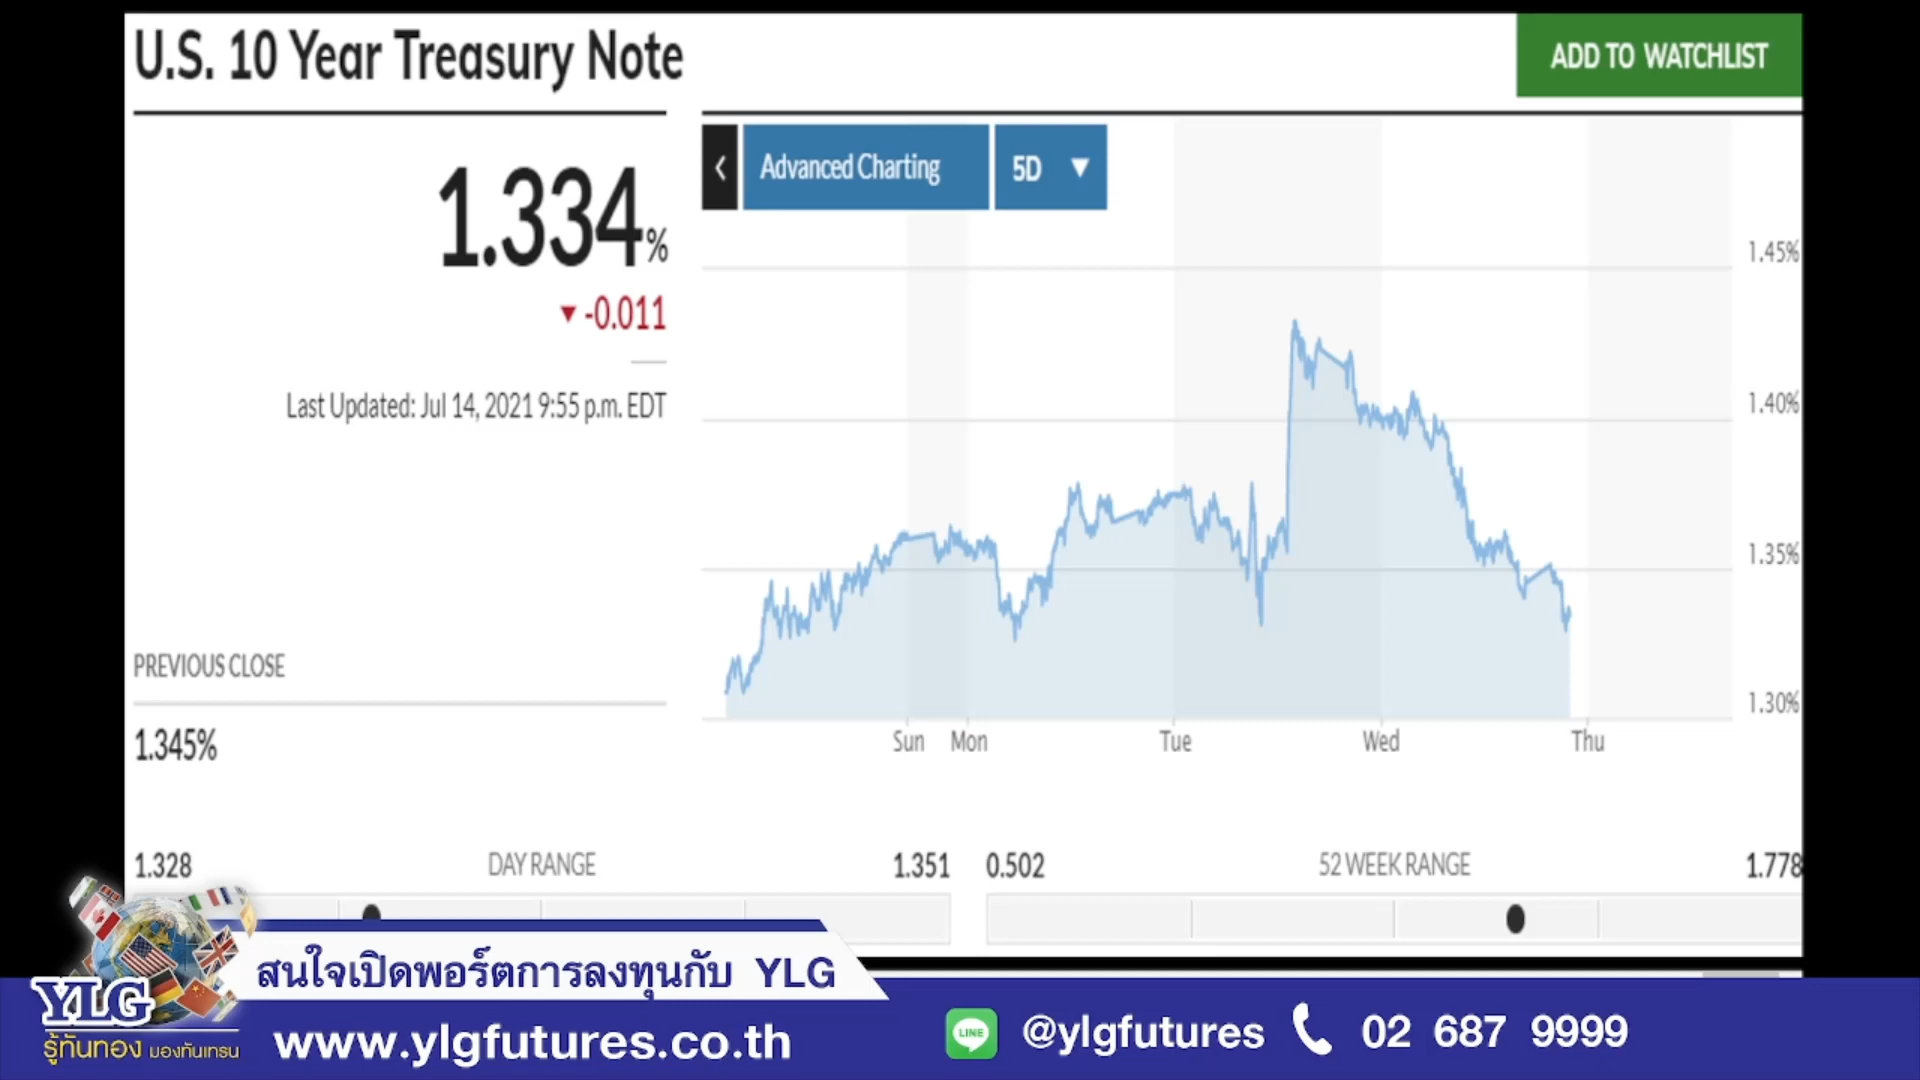 U.S. 10 Year Treasury Note
ADD TO WATCHLIST
Advanced Charting
5D
1.334%
-0.011
Last Updated: Jul 14, 2021 9:55 p.m. EDT
1.45%
1.40%
1.35%
1.30%
Sun Mon Tue Wed Thu
PREVIOUS CLOSE
1.345%
1.328 DAY RANGE 1.351
0.502 52 WEEK RANGE 1.778
สนใจเปิดพอร์ตการลงทุนกับ YLG
YLG
รู้ทันทอง มองทันเทรน
www.ylgfutures.co.th
LINE
@ylgfutures
02 687 9999